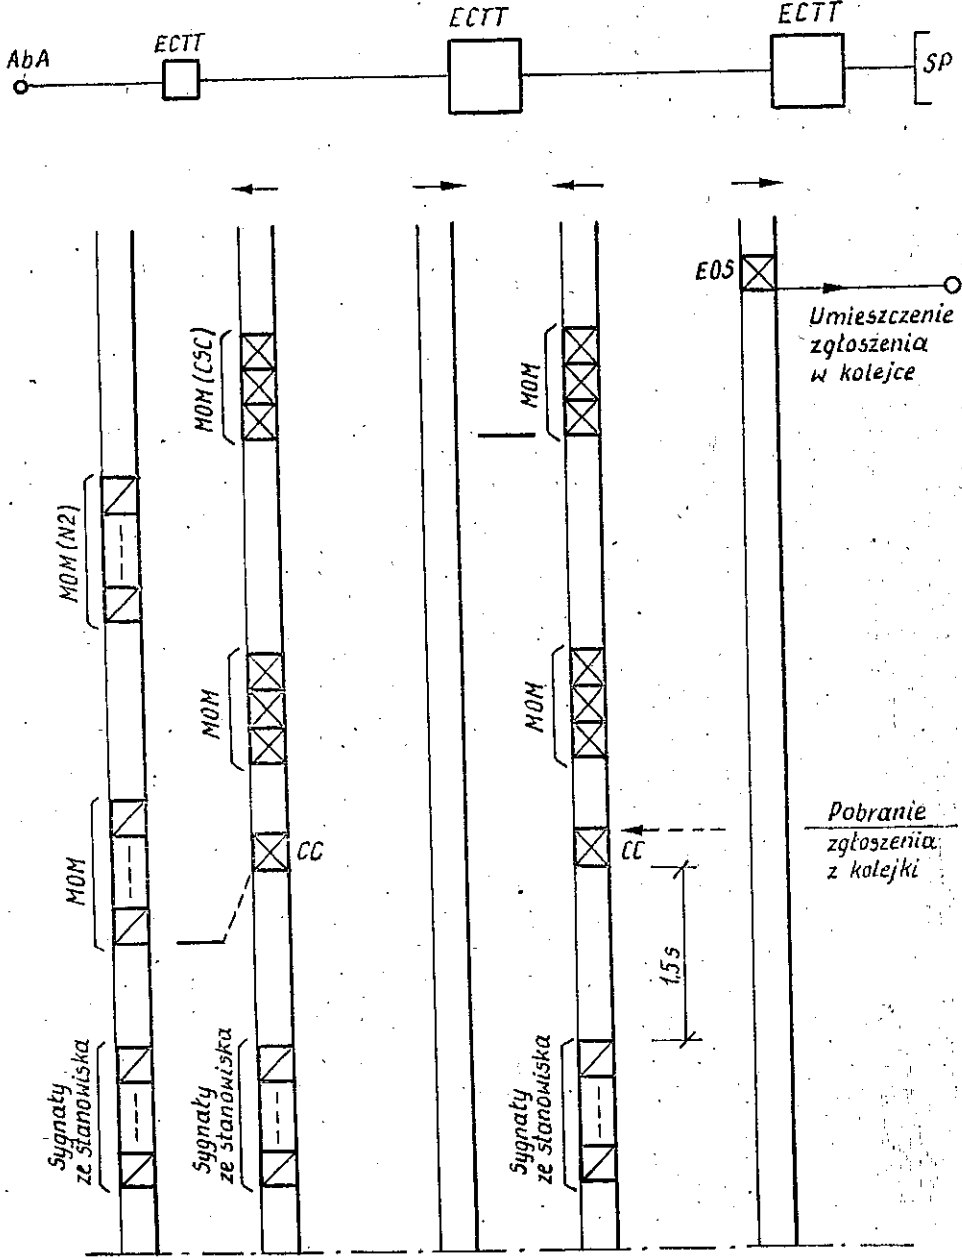 AbA
ECTT
ECTT
ECTT
SP
EOS
Umieszczenie
zgłoszenia
w kolejce
MOM (CSC)
MOM
MOM (N2)
MOM
MOM
MOM
CC
CC
Pobranie
zgłoszenia
z kolejki
1,5s
Sygnały
ze stanowiska
Sygnały
ze stanowiska
Sygnały
ze stanowiska